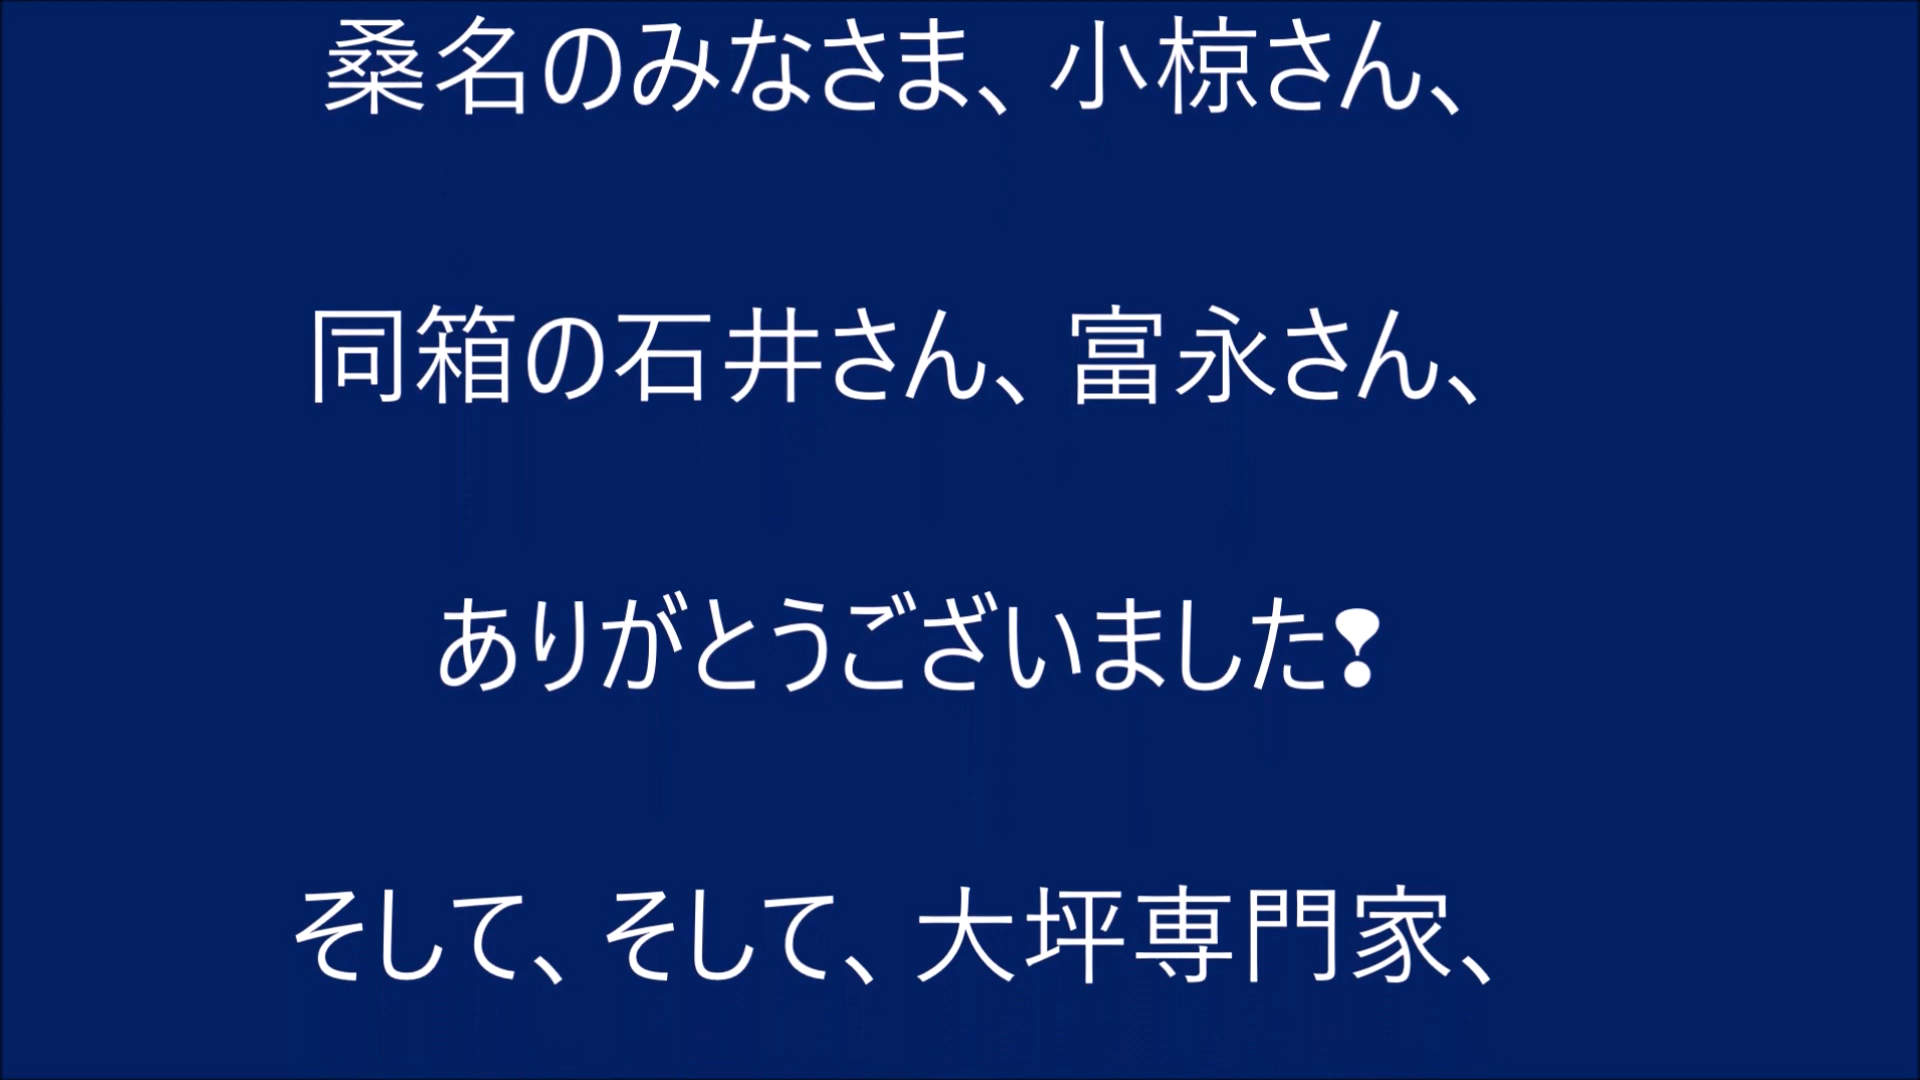 桑名のみなさま、小椋さん、
同箱の石井さん、富永さん、
ありがとうございました❢
そして、そして、大坪専門家、